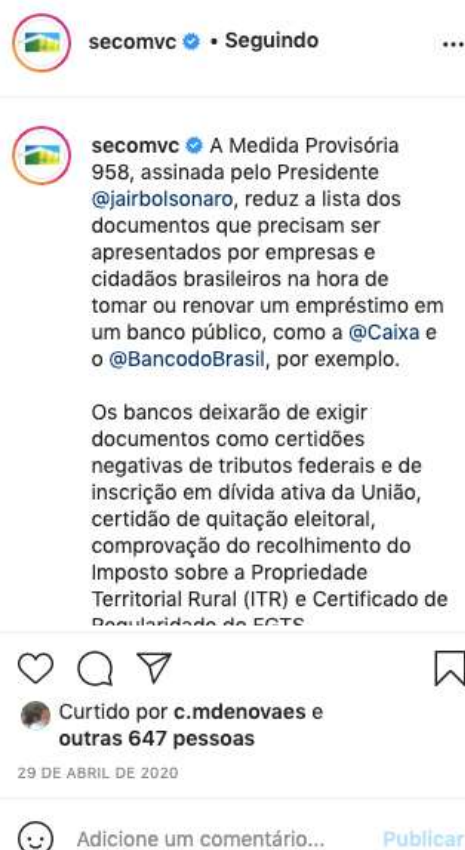 secomvc • Seguindo
secomvc A Medida Provisória
958, assinada pelo Presidente
@jairbolsonaro, reduz a lista dos
documentos que precisam ser
apresentados por empresas e
cidadãos brasileiros na hora de
tomar ou renovar um empréstimo em
um banco público, como a @Caixa e
o @BancodoBrasil, por exemplo.
Os bancos deixarão de exigir
documentos como certidões
negativas de tributos federais e de
inscrição em dívida ativa da União,
certidão de quitação eleitoral,
comprovação do recolhimento do
Imposto sobre a Propriedade
Territorial Rural (ITR) e Certificado de
Regularidade do FGTS
Curtido por c.mdenovaes e
outras 647 pessoas
29 DE ABRIL DE 2020
Adicione um comentário...
Publicar